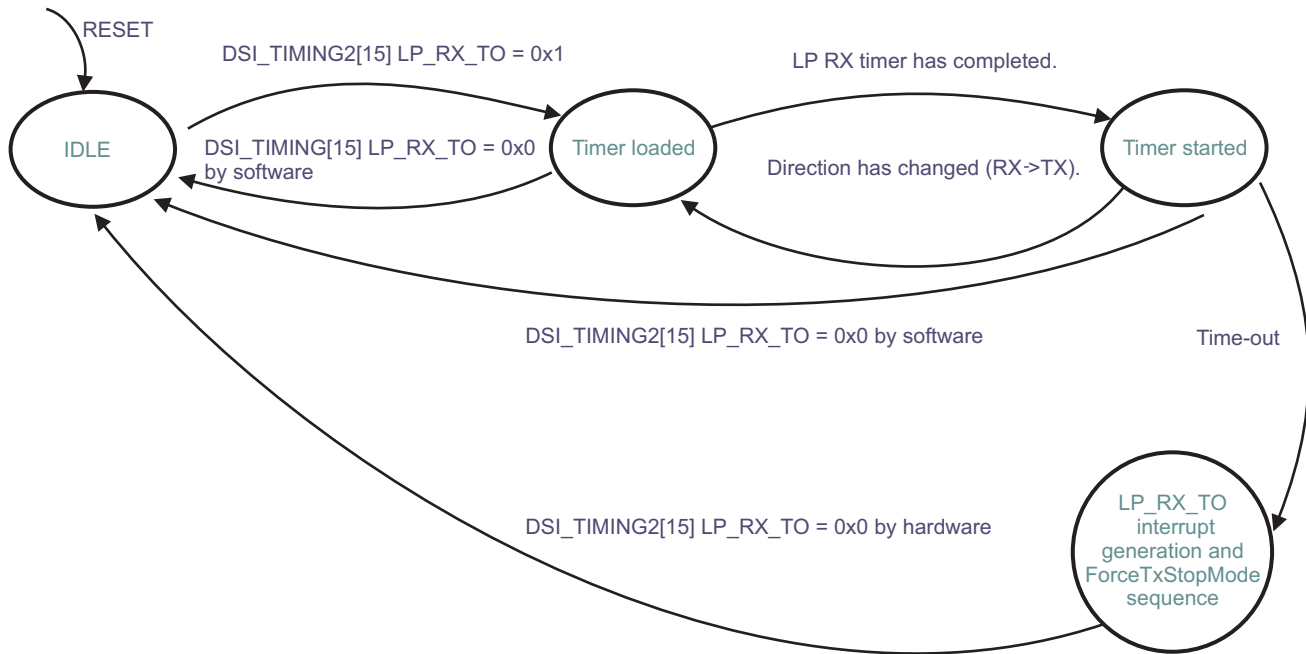 RESET
DSI_TIMING2[15] LP_RX_TO = 0x1
LP RX timer has completed.
IDLE
DSI_TIMING[15] LP_RX_TO = 0x0
by software
Timer loaded
Direction has changed (RX->TX).
Timer started
DSI_TIMING2[15] LP_RX_TO = 0x0 by software
Time-out
DSI_TIMING2[15] LP_RX_TO = 0x0 by hardware
LP_RX_TO
interrupt
generation and
ForceTxStopMode
sequence